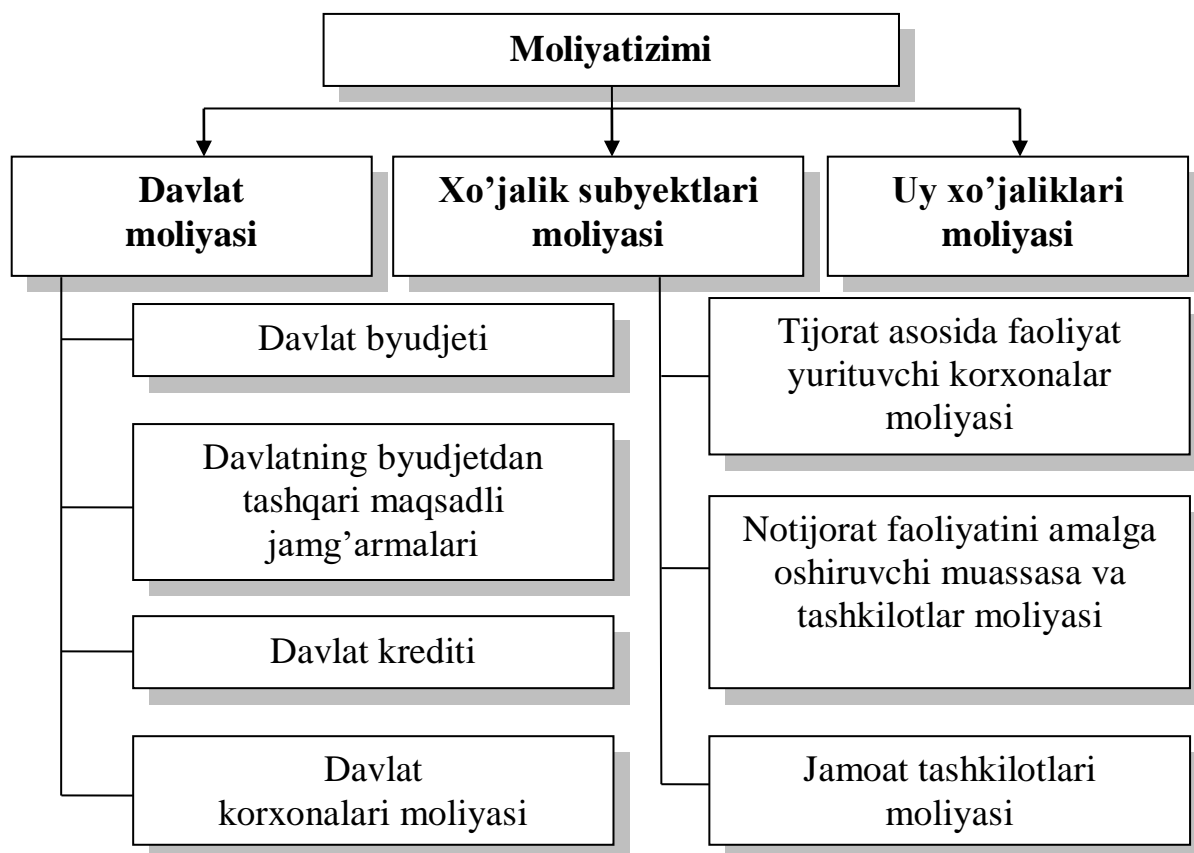 Moliyatizimi
Davlat
moliyasi
Xo’jalik subyektlari
moliyasi
Uy xo’jaliklari
moliyasi
Davlat byudjeti
Davlatning byudjetdan
tashqari maqsadli
jamg’armalari
Davlat krediti
Davlat
korxonalari moliyasi
Tijorat asosida faoliyat
yurituvchi korxonalar
moliyasi
Notijorat faoliyatini amalga
oshiruvchi muassasa va
tashkilotlar moliyasi
Jamoat tashkilotlari
moliyasi